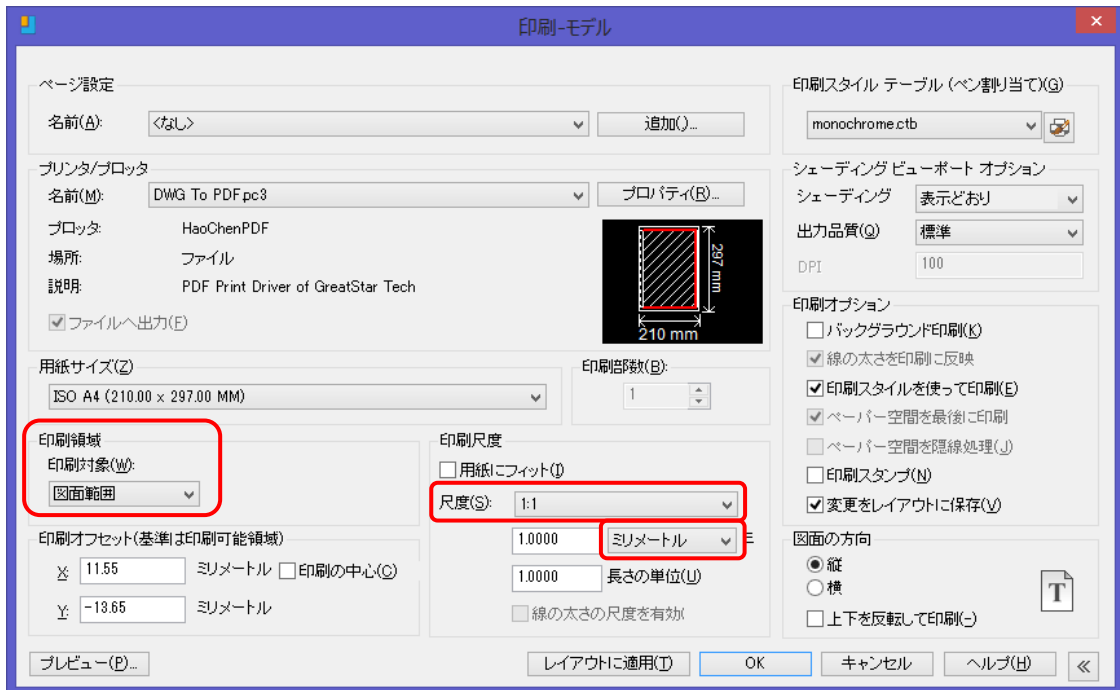 印刷-モデル
ページ設定
名前(A): <なし> 追加()...
プリンタ/プロッタ
名前(M): DWG To PDF.pc3 プロパティ(R)...
プロッタ: HaoChenPDF
場所: ファイル
説明: PDF Print Driver of GreatStar Tech
ファイルへ出力(F)
297 mm
210 mm
用紙サイズ(Z)
ISO A4 (210.00 x 297.00 MM)
印刷部数(B):
1
印刷領域
印刷対象(W):
図面範囲
印刷尺度
用紙にフィット(I)
尺度(S): 1:1
1.0000 ミリメートル
1.0000 長さの単位(U)
線の太さの尺度を有効(
印刷オフセット(基準は印刷可能領域)
X: 11.55 ミリメートル 印刷の中心(C)
Y: -13.65 ミリメートル
印刷スタイル テーブル (ペン割り当て)(G)
monochrome.ctb
シェーディング ビューポート オプション
シェーディング 表示どおり
出力品質(Q) 標準
DPI 100
印刷オプション
バックグラウンド印刷(K)
線の太さを印刷に反映
印刷スタイルを使って印刷(E)
ペーパー空間を最後に印刷
ペーパー空間を隠線処理(J)
印刷スタンプ(N)
変更をレイアウトに保存(V)
図面の方向
縦
横
T
上下を反転して印刷(-)
プレビュー(P)... レイアウトに適用(T) OK キャンセル ヘルプ(H)